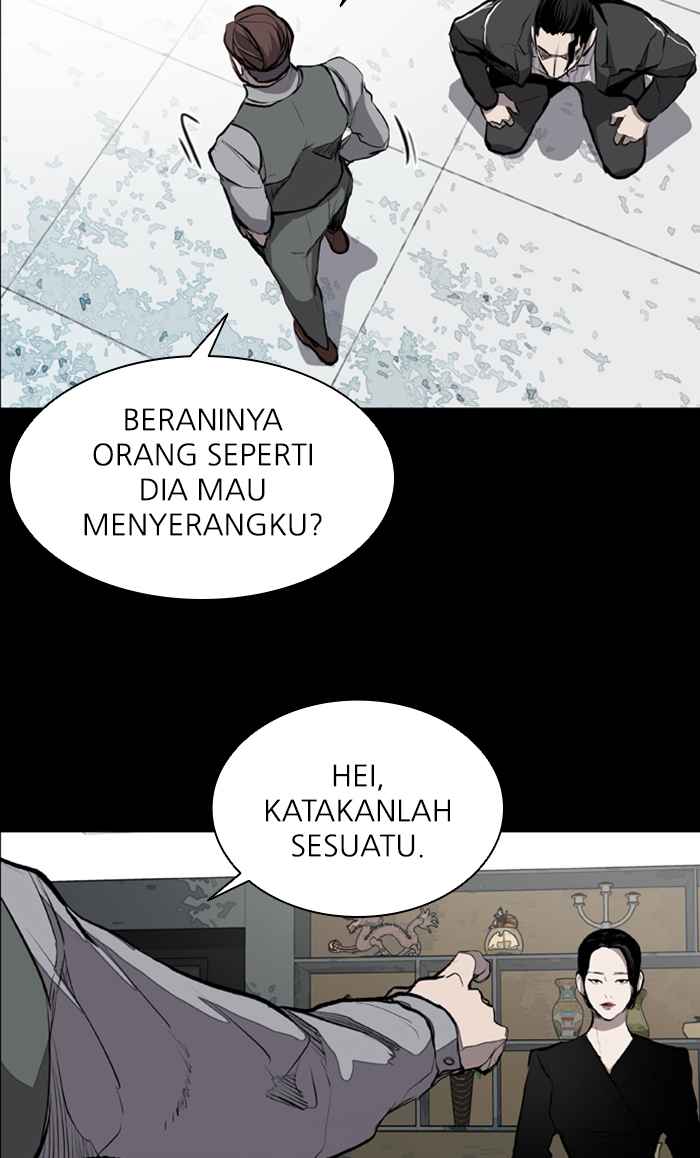 BERANINYA
ORANG SEPERTI
DIA MAU
MENYERANGKU?
HEI,
KATAKANLAH
SESUATU.